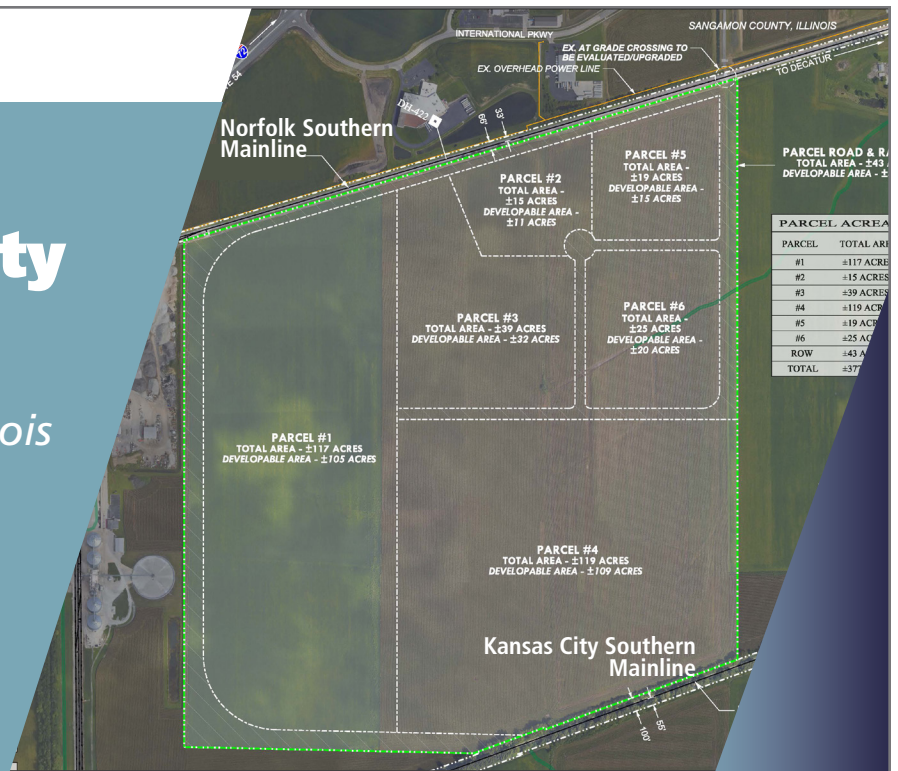 INTERNATIONAL PKWY
SANGAMON COUNTY, ILLINOIS
EX. AT GRADE CROSSING TO
BE EVALUATED/UPGRADED
EX. OVERHEAD POWER LINE
TO DECATUR
72
E 54
DH-422
66'
33'
Norfolk Southern
Mainline
PARCEL #2
TOTAL AREA -
±15 ACRES
DEVELOPABLE AREA -
±11 ACRES
PARCEL #5
TOTAL AREA -
±19 ACRES
DEVELOPABLE AREA -
±15 ACRES
PARCEL ROAD & RA
TOTAL AREA - ±43
DEVELOPABLE AREA - ±
ty
ois
PARCEL ACREA
PARCEL TOTAL ARE
#1 ±117 ACRE
#2 ±15 ACRES
#3 ±39 ACRES
#4 ±119 ACR
#5 ±19 ACR
#6 ±25 AC
ROW ±43 A
TOTAL ±377
PARCEL #3
TOTAL AREA - ±39 ACRES
DEVELOPABLE AREA - ±32 ACRES
PARCEL #6
TOTAL AREA -
±25 ACRES
DEVELOPABLE AREA -
±20 ACRES
PARCEL #1
TOTAL AREA - ±117 ACRES
DEVELOPABLE AREA - ±105 ACRES
PARCEL #4
TOTAL AREA - ±119 ACRES
DEVELOPABLE AREA - ±109 ACRES
Kansas City Southern
Mainline
55'
100'